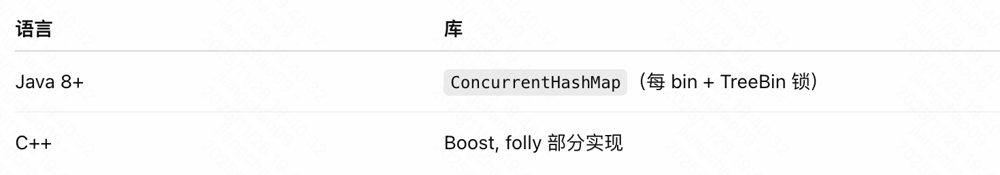 语言 库
Java 8+ ConcurrentHashMap（每 bin + TreeBin 锁）
C++ Boost, folly 部分实现